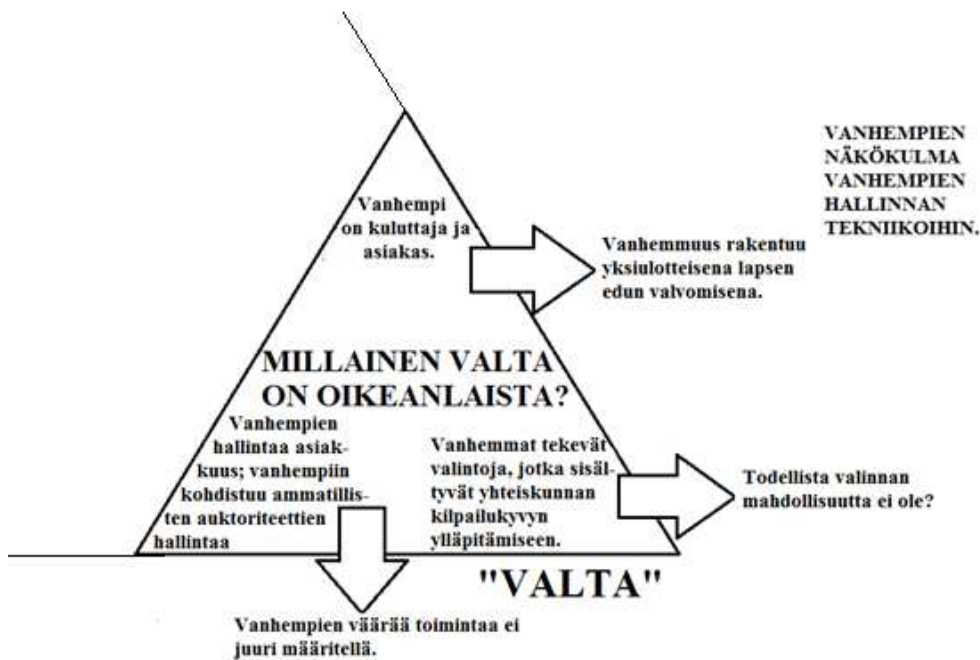 VANHEMPIEN
NÄKÖKULMA
VANHEMPIEN
HALLINNAN
TEKNIIKOIHIN.
Vanhempi
on kuluttaja ja
asiakas.
Vanhemmuus rakentuu
yksiulotteisena lapsen
edun valvomisena.
MILLAINEN VALTA
ON OIKEANLAISTA?
Vanhempien
hallintaa asiak-
kuus; vanhempiin
kohdistuu ammatillis-
ten auktoriteettien
hallintaa
Vanhemmat tekevät
valintoja, jotka sisäl-
tyvät yhteiskunnan
kilpailukyvyn
ylläpitämiseen.
Todellista valinnan
mahdollisuutta ei ole?
"VALTA"
Vanhempien väärää toimintaa ei
juuri määritellä.